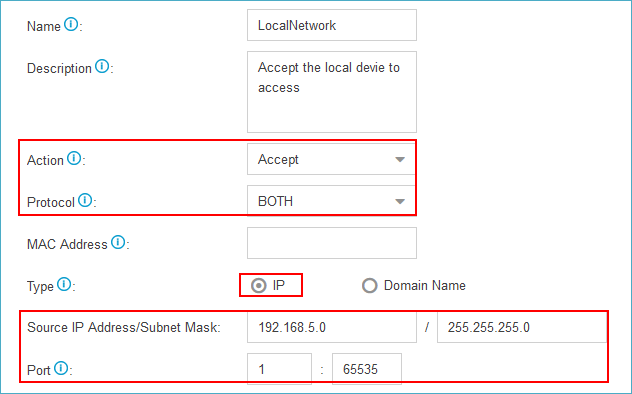 Name i: LocalNetwork
Description i: Accept the local devie to
access
Action i: Accept
Protocol i: BOTH
MAC Address i:
Type i: IP Domain Name
Source IP Address/Subnet Mask: 192.168.5.0 / 255.255.255.0
Port i: 1 : 65535